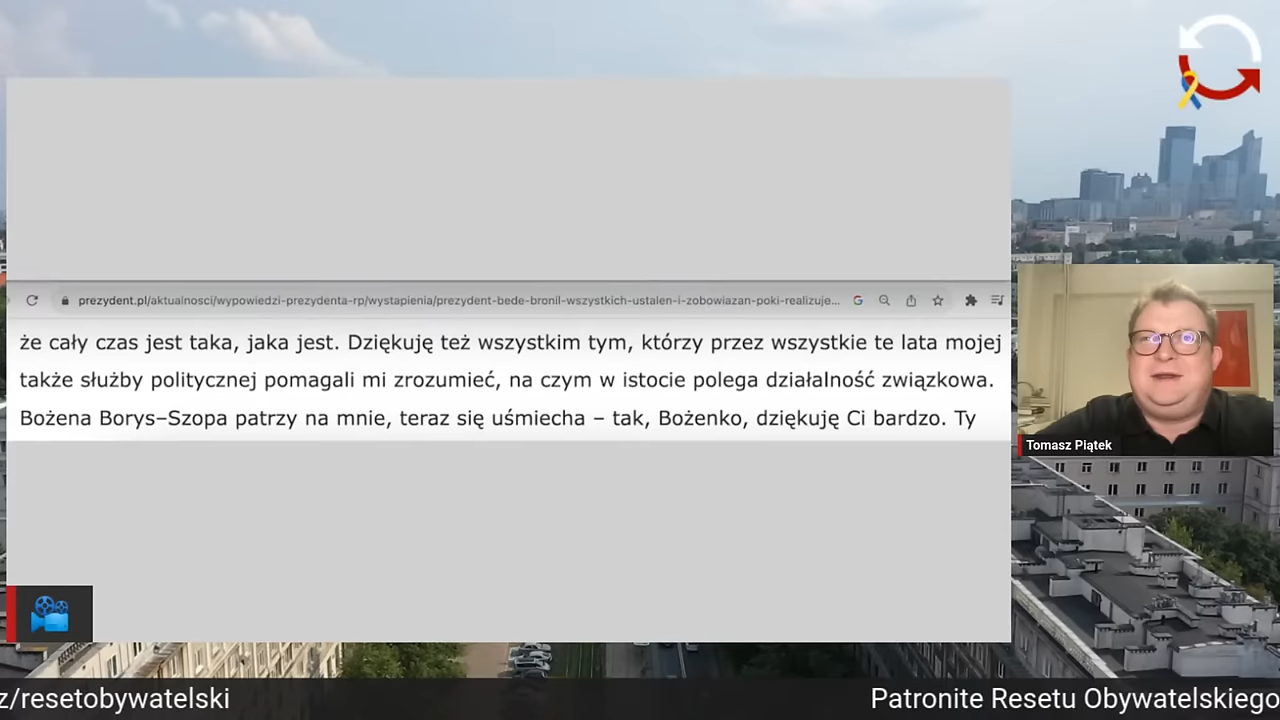 prezydent.pl/aktualnosci/wypowiedzi-prezydenta-rp/wystapienia/prezydent-bede-bronil-wszystkich-ustalen-i-zobowiazan-poki-realizuje...
że cały czas jest taka, jaka jest. Dziękuję też wszystkim tym, którzy przez wszystkie te lata mojej
także służby politycznej pomagali mi zrozumieć, na czym w istocie polega działalność związkowa.
Bożena Borys–Szopa patrzy na mnie, teraz się uśmiecha – tak, Bożenko, dziękuję Ci bardzo. Ty
Tomasz Piątek
z/resetobywatelski
Patronite Resetu Obywatelskiego